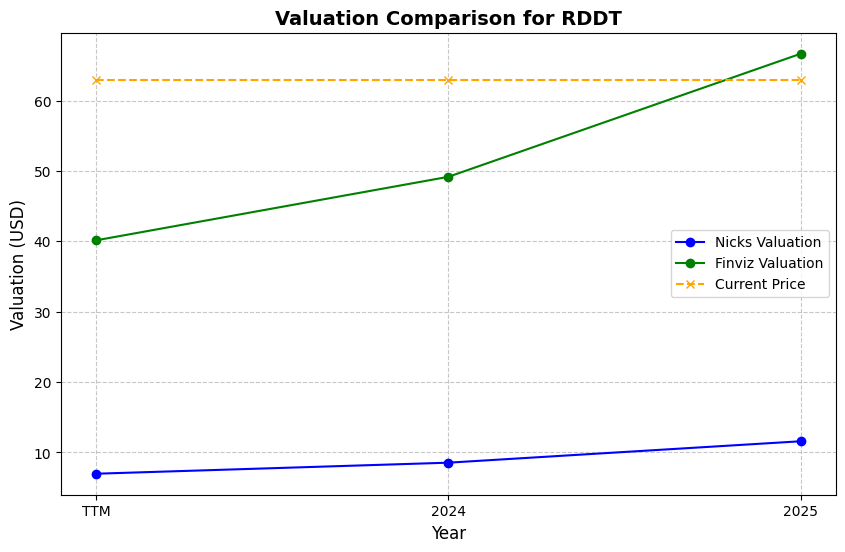 Valuation Comparison for RDDT
Valuation (USD)
60
50
40
30
20
10
Nicks Valuation
Finviz Valuation
Current Price
TTM
2024
2025
Year